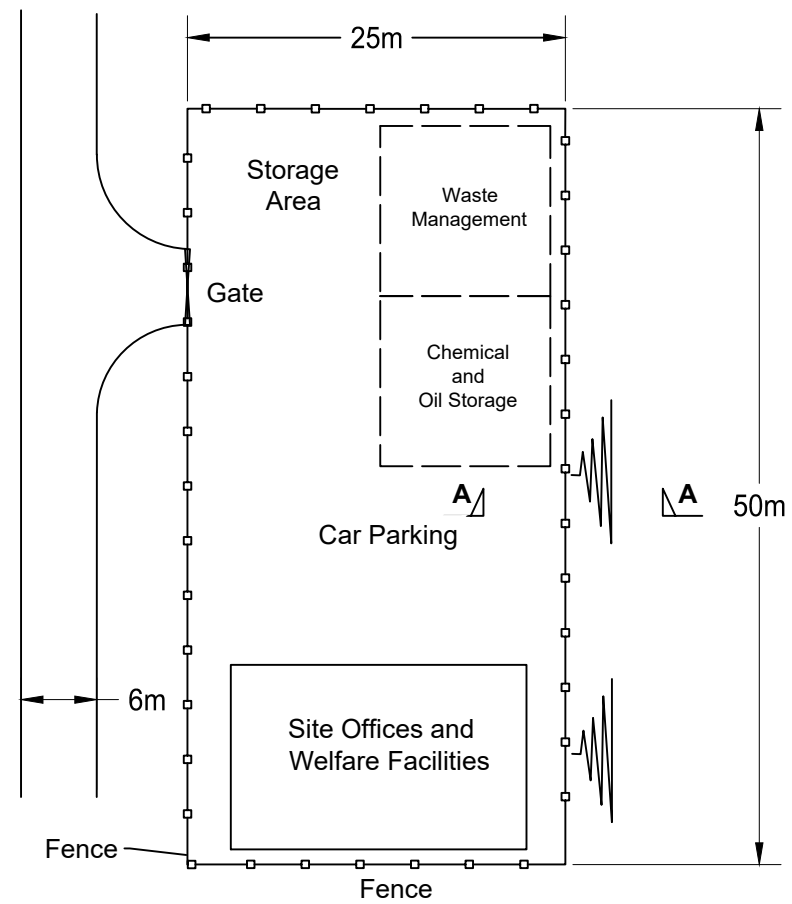 25m
Storage
Area
Waste
Management
Gate
Chemical
and
Oil Storage
A
A
50m
Car Parking
6m
Site Offices and
Welfare Facilities
Fence
Fence